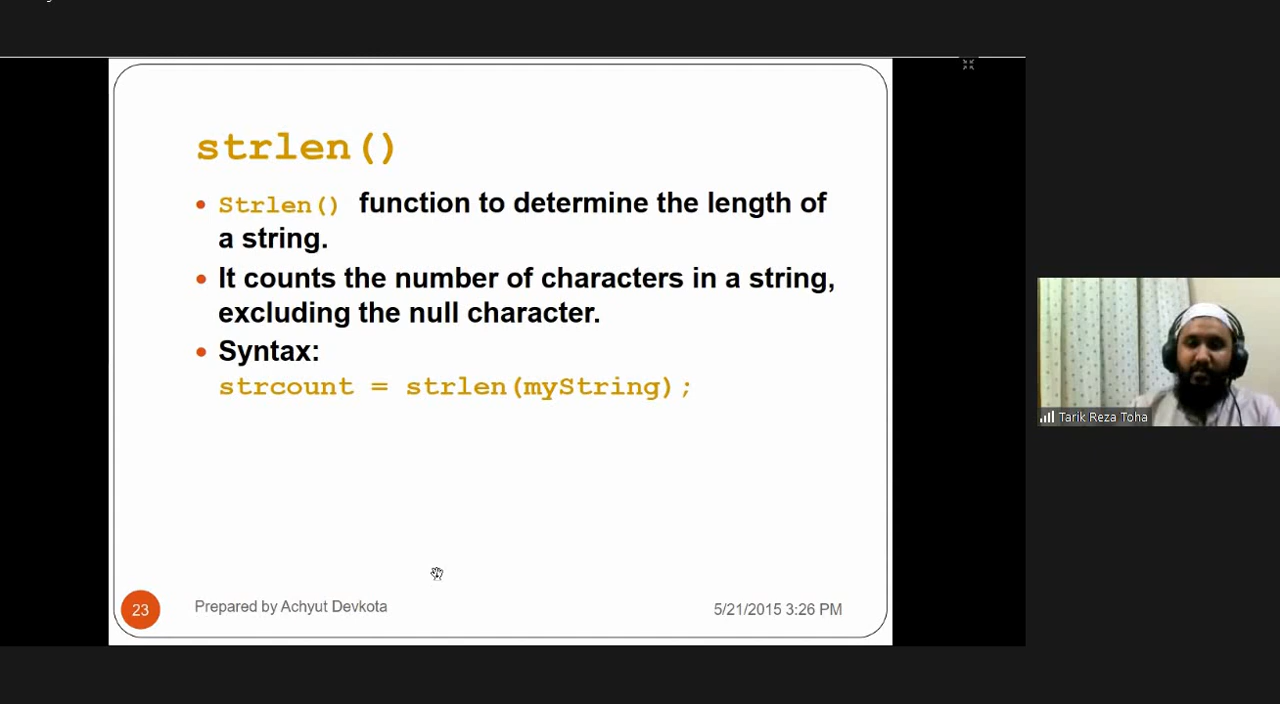 strlen()
• Strlen() function to determine the length of
a string.
• It counts the number of characters in a string,
excluding the null character.
• Syntax:
strcount = strlen(myString);
23
Prepared by Achyut Devkota
5/21/2015 3:26 PM
Tarik Reza Toha